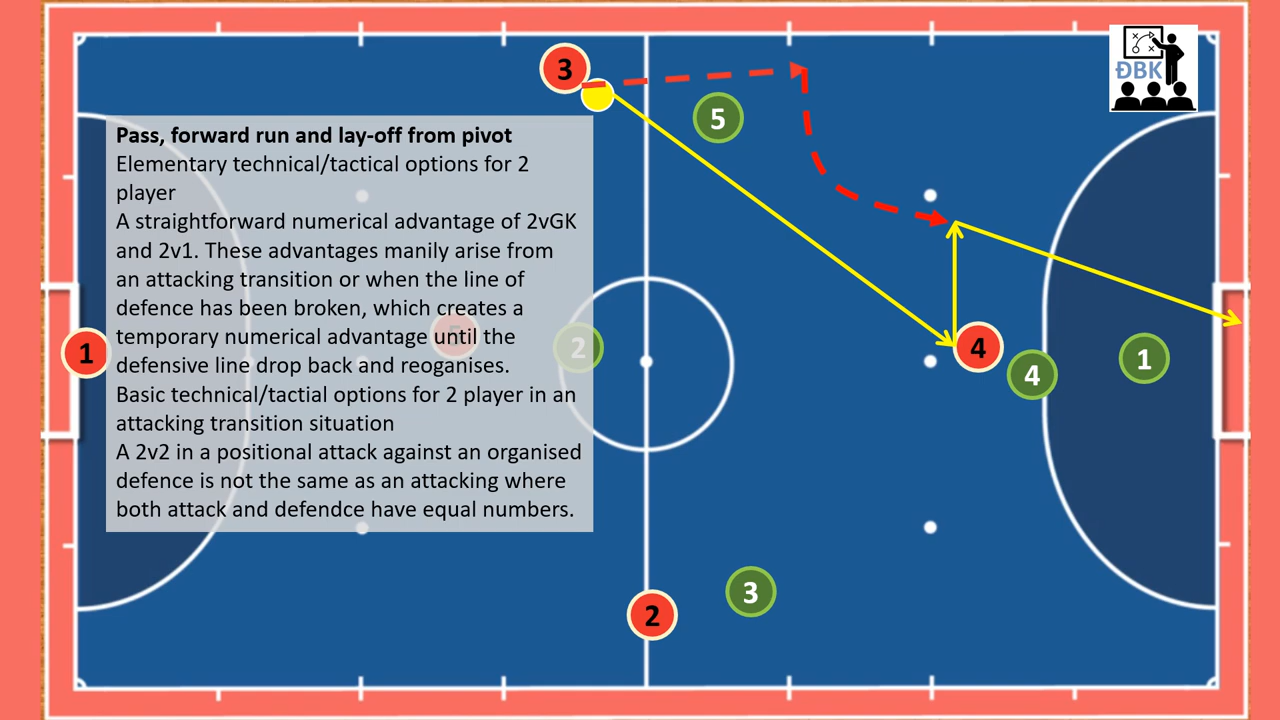 3
ĐBK
5
Pass, forward run and lay-off from pivot
Elementary technical/tactical options for 2
player
A straightforward numerical advantage of 2vGK
and 2v1. These advantages manily arise from
an attacking transition or when the line of
defence has been broken, which creates a
temporary numerical advantage until the
defensive line drop back and reoganises.
Basic technical/tactial options for 2 player in an
attacking transition situation
A 2v2 in a positional attack against an organised
defence is not the same as an attacking where
both attack and defendce have equal numbers.
1
5
2
4
4
1
2
3